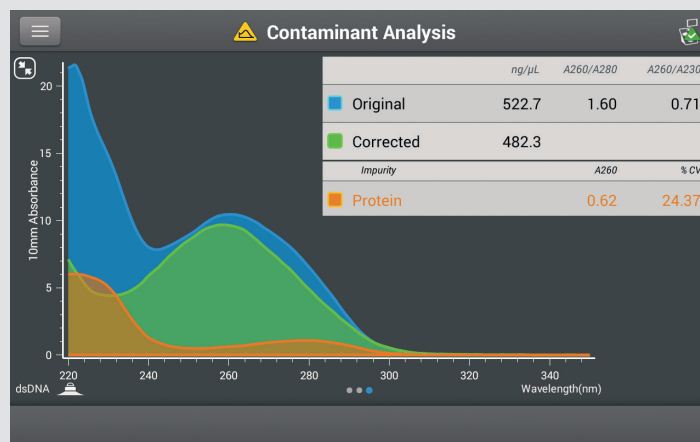 Contaminant Analysis
ng/µL A260/A280 A260/A230
Original 522.7 1.60 0.71
Corrected 482.3
Impurity A260 % CV
Protein 0.62 24.37
10mm Absorbance
20
15
10
5
0
220 240 260 280 300 320 340
dsDNA Wavelength(nm)